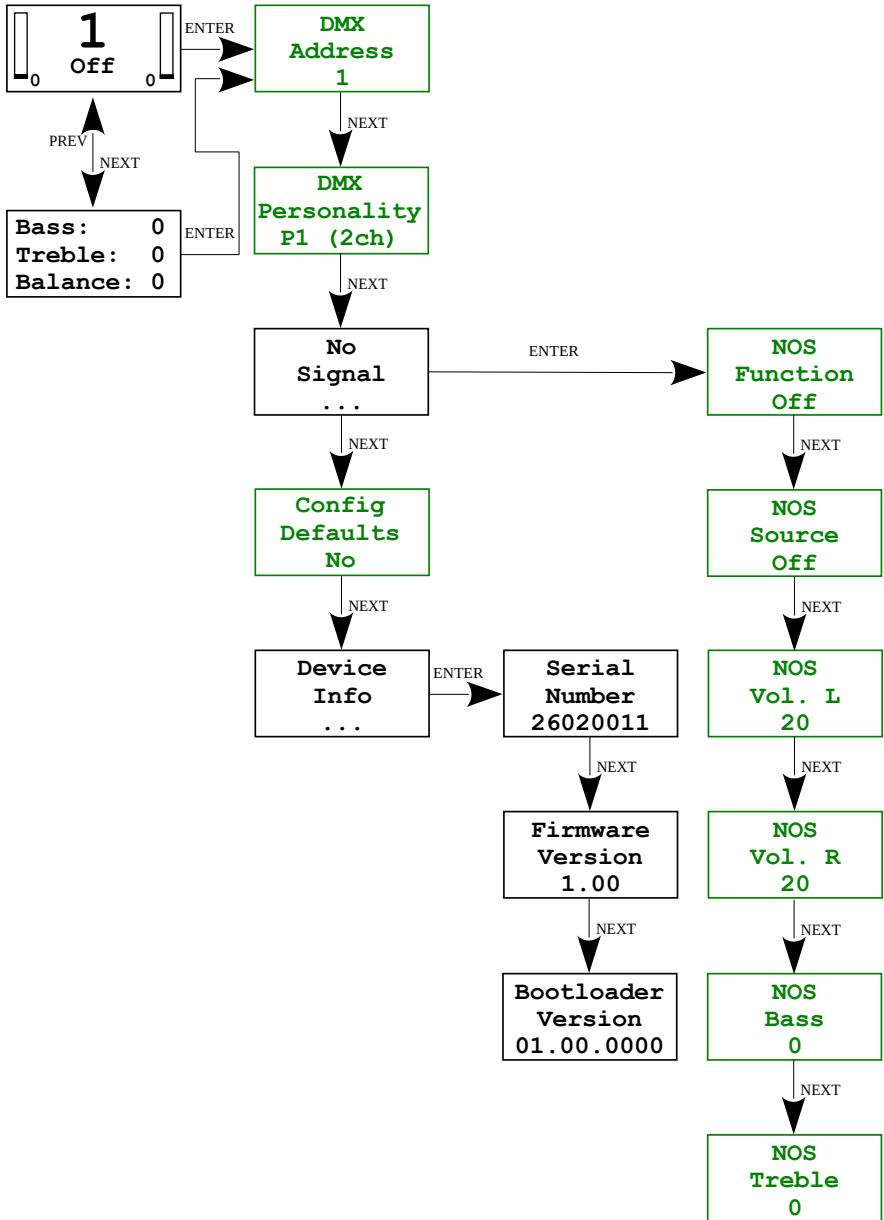 1
Off
0
0
ENTER
DMX
Address
1
PREV
NEXT
NEXT
Bass: 0
Treble: 0
Balance: 0
ENTER
DMX
Personality
P1 (2ch)
NEXT
No
Signal
...
ENTER
NOS
Function
Off
NEXT
NEXT
Config
Defaults
No
NOS
Source
Off
NEXT
NEXT
Device
Info
...
ENTER
Serial
Number
26020011
NOS
Vol. L
20
NEXT
NEXT
Firmware
Version
1.00
NOS
Vol. R
20
NEXT
NEXT
Bootloader
Version
01.00.0000
NOS
Bass
0
NEXT
NOS
Treble
0